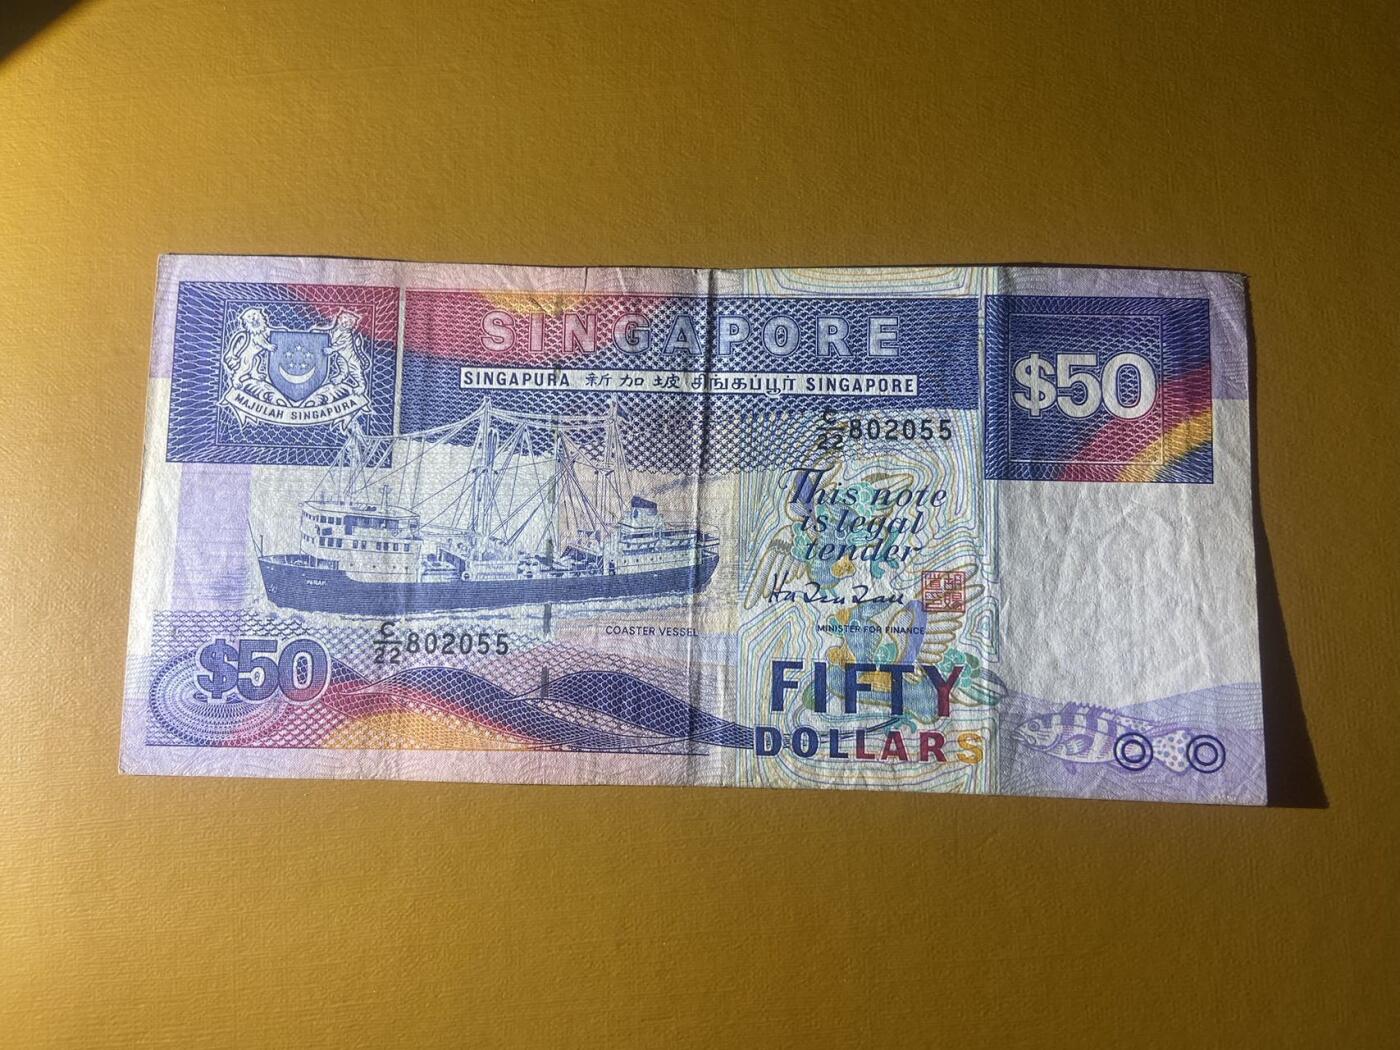 SINGAPORE
SINGAPURA 新加坡 சிங்கப்பூர் SINGAPORE
MAJULAH SINGAPURA
$50
C/22 802055
This note
is legal
tender
MINISTER FOR FINANCE
COASTER VESSEL
C/22 802055
$50
FIFTY
DOLLARS